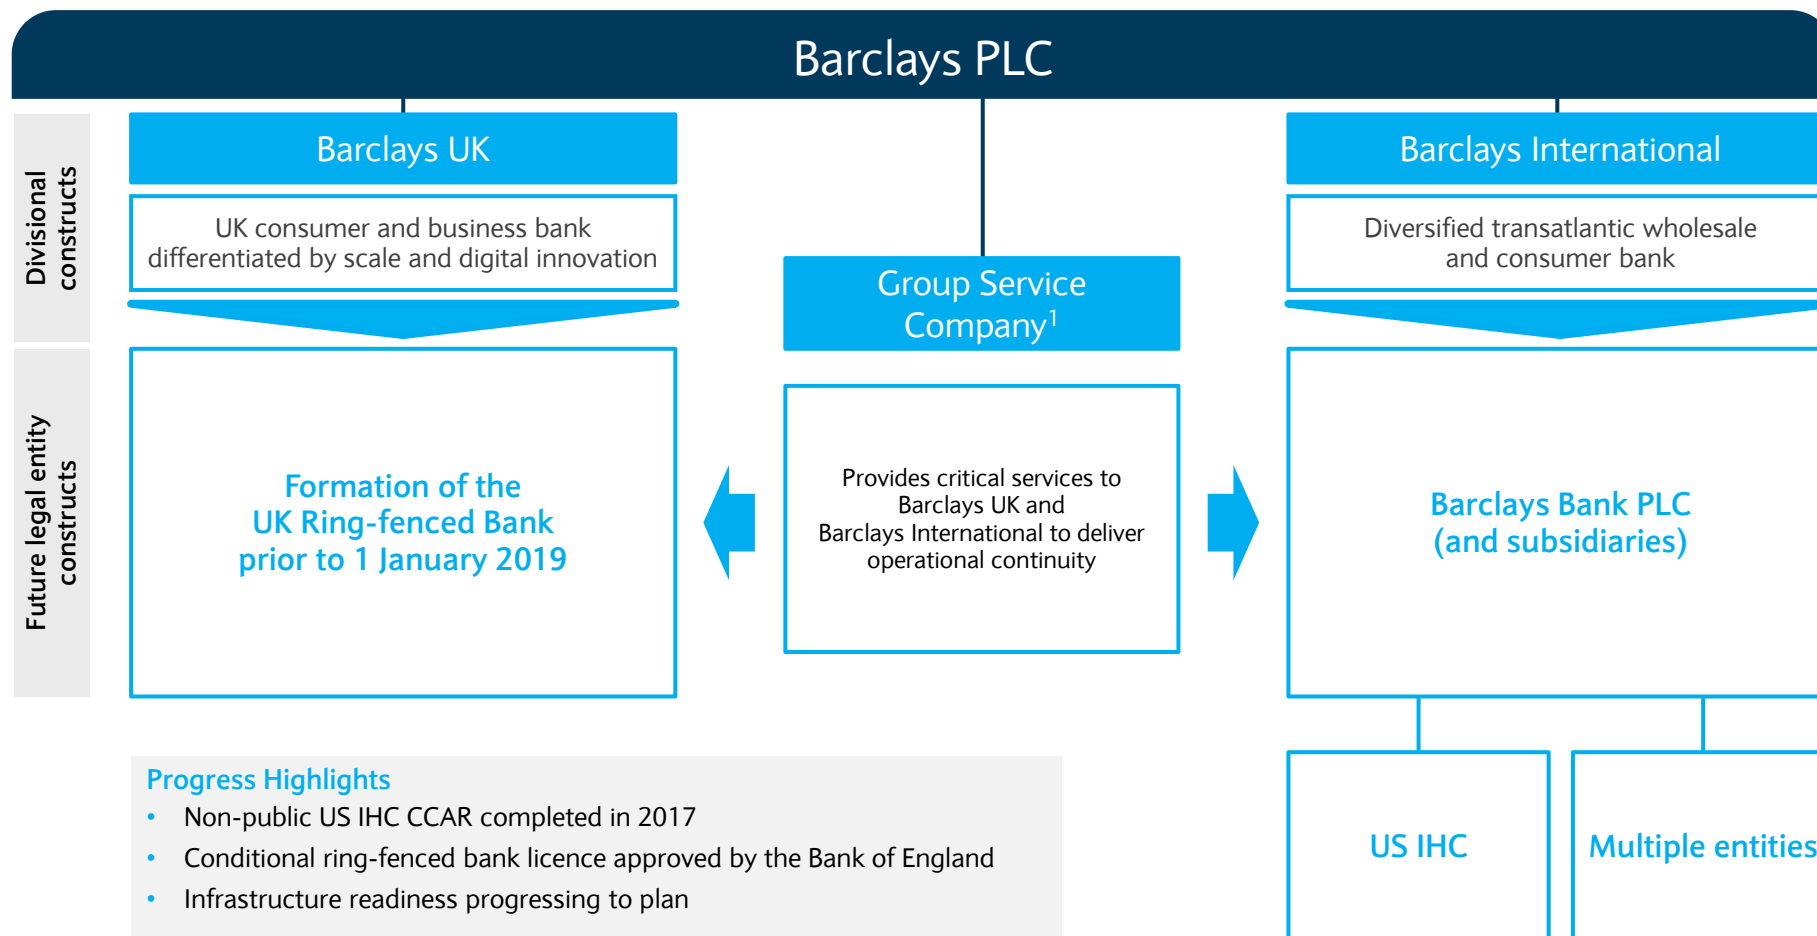 Barclays PLC
Divisional
constructs
Barclays UK
UK consumer and business bank
differentiated by scale and digital innovation
Group Service
Company1
Barclays International
Diversified transatlantic wholesale
and consumer bank
Future legal entity
constructs
Formation of the
UK Ring-fenced Bank
prior to 1 January 2019
Provides critical services to
Barclays UK and
Barclays International to deliver
operational continuity
Barclays Bank PLC
(and subsidiaries)
US IHC
Multiple entities
Progress Highlights
• Non-public US IHC CCAR completed in 2017
• Conditional ring-fenced bank licence approved by the Bank of England
• Infrastructure readiness progressing to plan